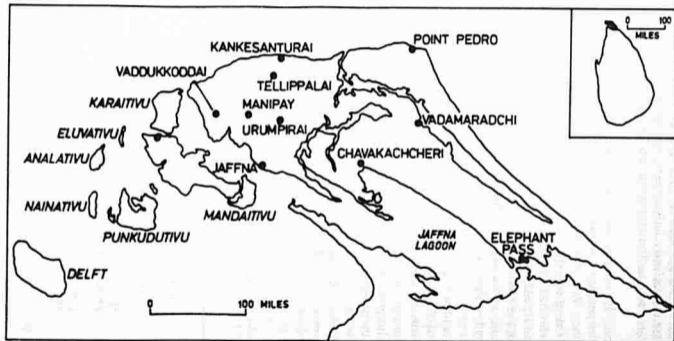 KANKESANTURAI
POINT PEDRO
0 100
MILES
VADDUKKODDAI
TELLIPPALAI
KARAITIVU
MANIPAY
URUMPIRAI
VADAMARADCHI
ELUVATIVU
ANALATIVU
JAFFNA
CHAVAKACHCHERI
NAINATIVU
MANDAITIVU
PUNKUDUTIVU
JAFFNA
LAGOON
ELEPHANT
PASS
DELFT
0 100 MILES